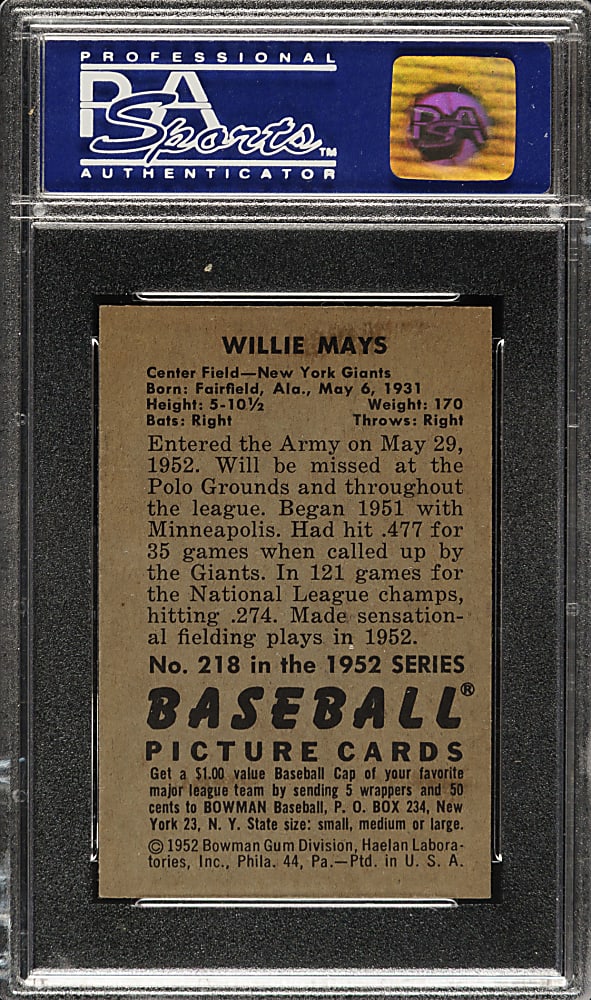 PROFESSIONAL
PSA
Sports™
AUTHENTICATOR
PSA
WILLIE MAYS
Center Field—New York Giants
Born: Fairfield, Ala., May 6, 1931
Height: 5-10½ Weight: 170
Bats: Right Throws: Right
Entered the Army on May 29,
1952. Will be missed at the
Polo Grounds and throughout
the league. Began 1951 with
Minneapolis. Had hit .477 for
35 games when called up by
the Giants. In 121 games for
the National League champs,
hitting .274. Made sensation-
al fielding plays in 1952.
No. 218 in the 1952 SERIES
BASEBALL®
PICTURE CARDS
Get a $1.00 value Baseball Cap of your favorite
major league team by sending 5 wrappers and 50
cents to BOWMAN Baseball, P. O. BOX 234, New
York 23, N. Y. State size: small, medium or large.
© 1952 Bowman Gum Division, Haelan Labora-
tories, Inc., Phila. 44, Pa.—Ptd. in U. S. A.